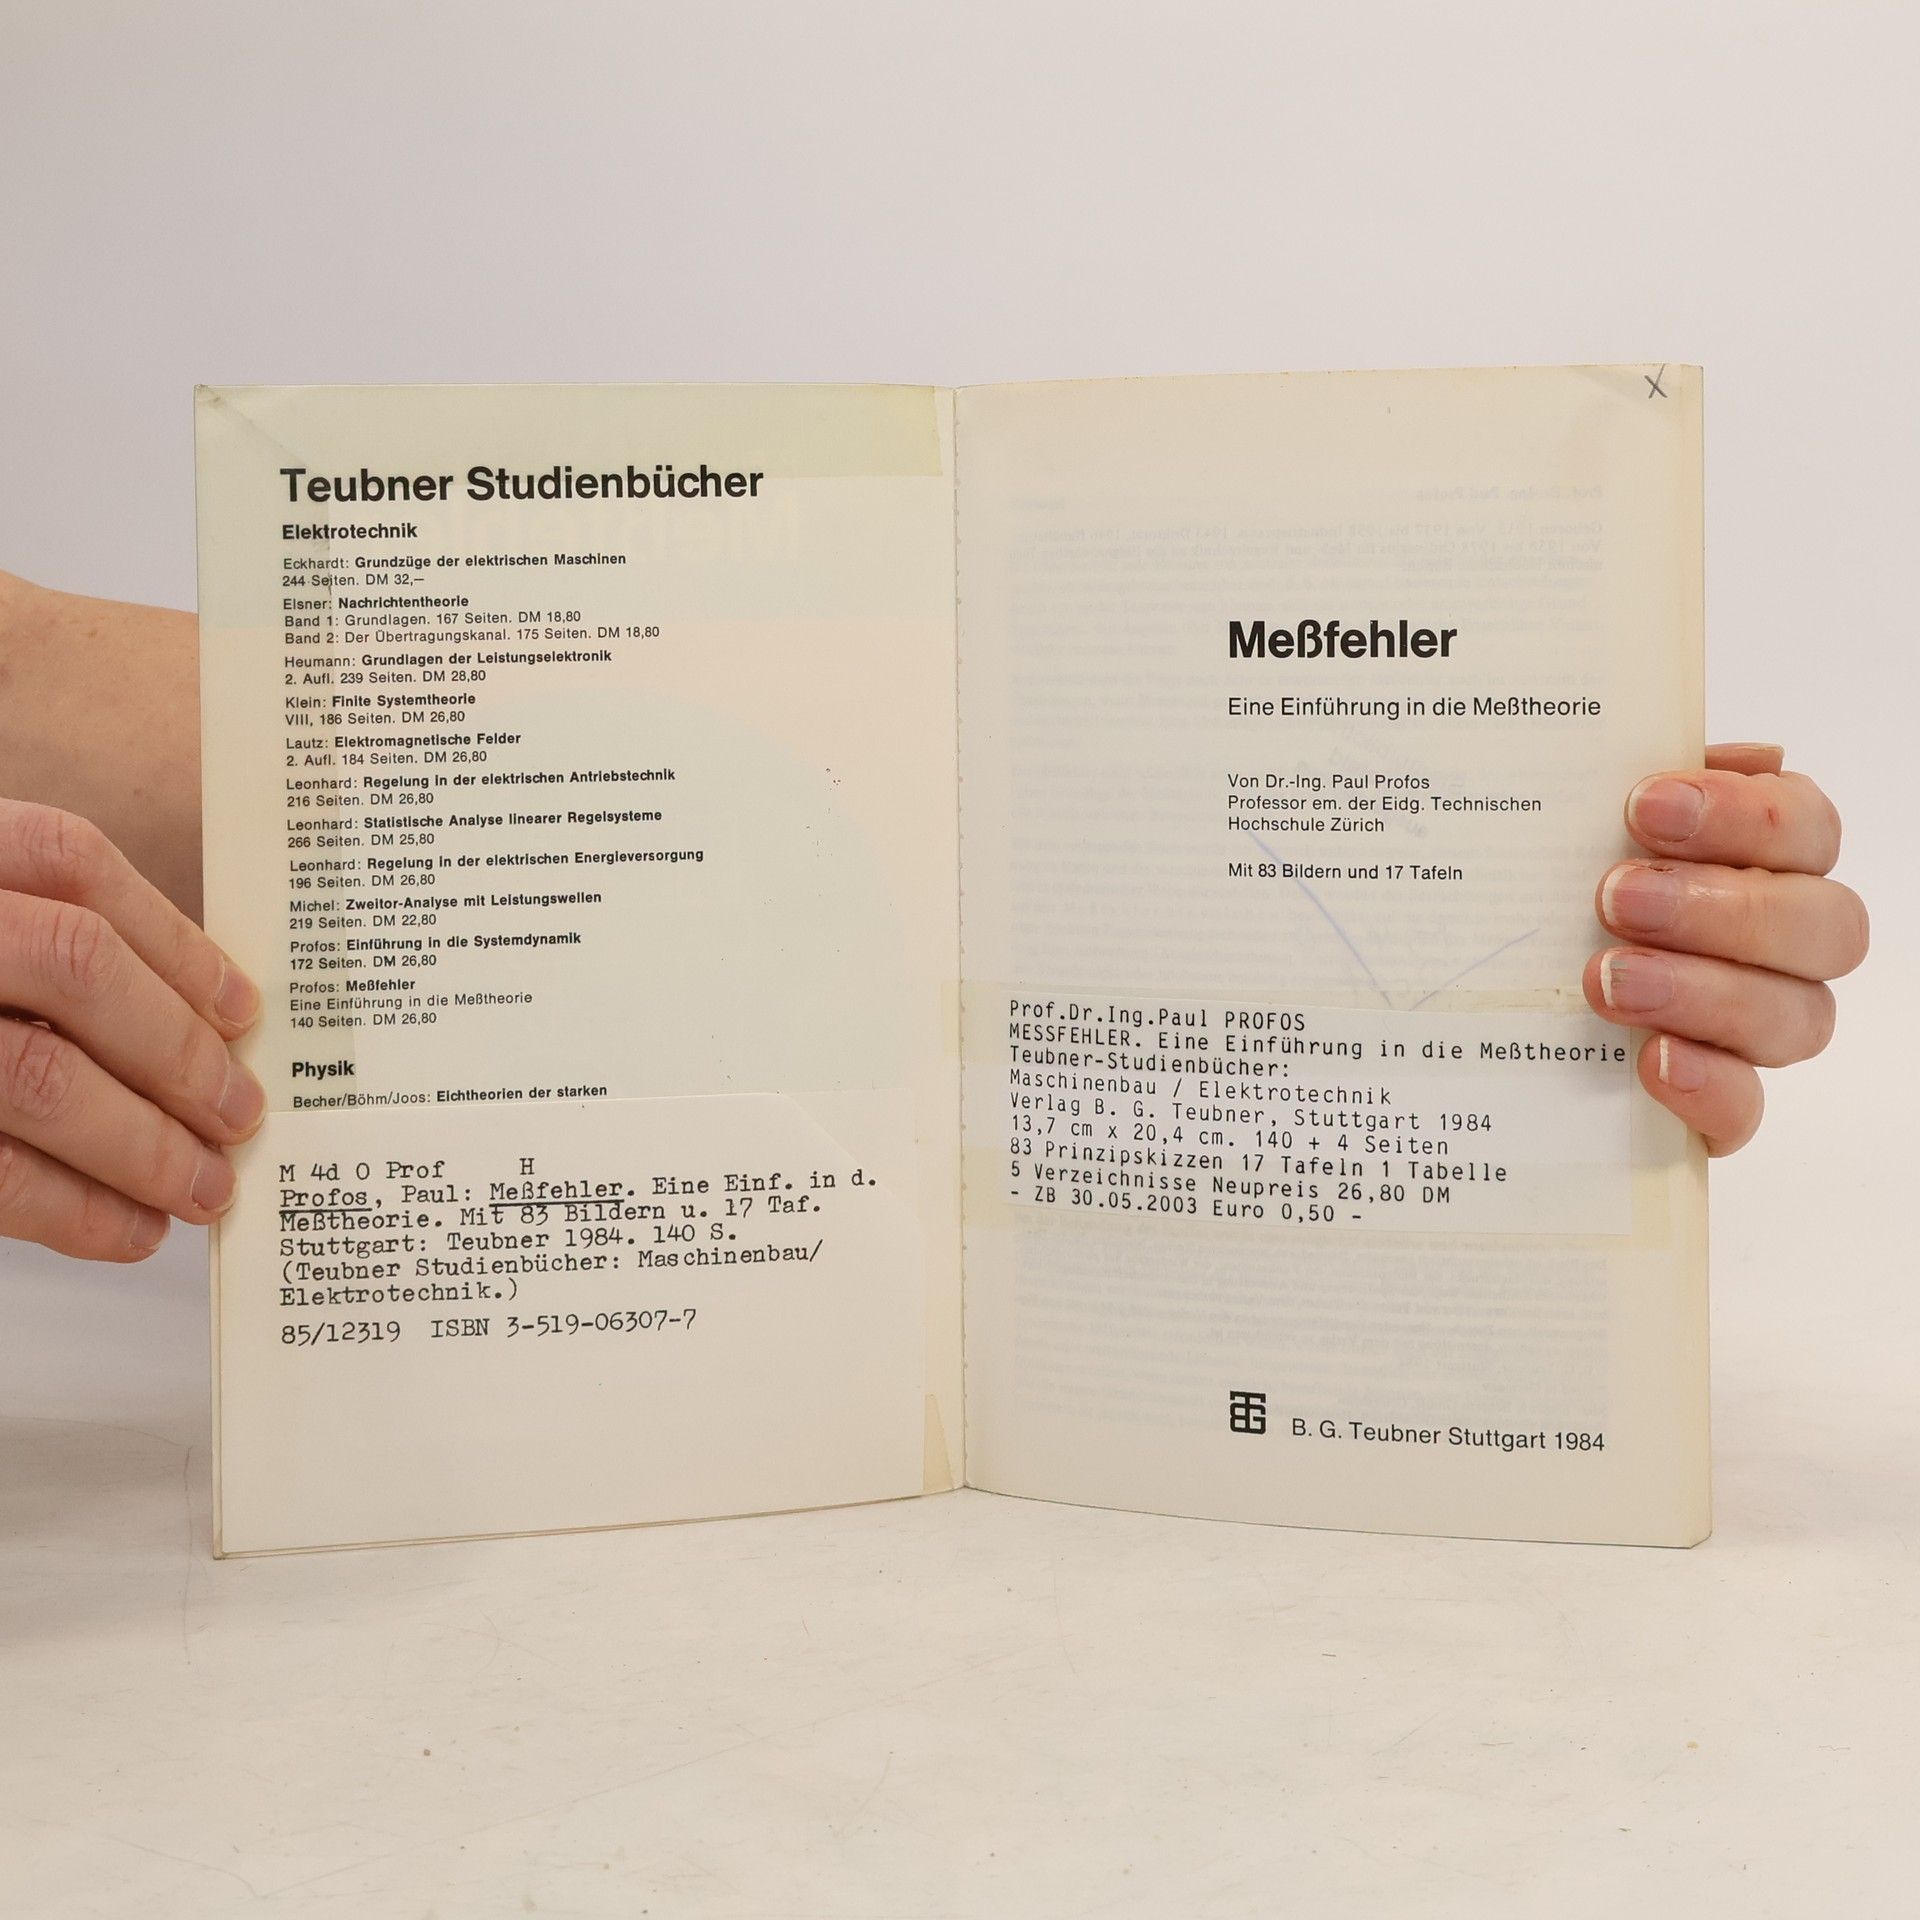 Teubner Studienbücher
Elektrotechnik
Eckhardt: Grundzüge der elektrischen Maschinen
244 Seiten. DM 32,—
Elsner: Nachrichtentheorie
Band 1: Grundlagen. 167 Seiten. DM 18,80
Band 2: Der Übertragungskanal. 175 Seiten. DM 18,80
Heumann: Grundlagen der Leistungselektronik
2. Aufl. 239 Seiten. DM 28,80
Klein: Finite Systemtheorie
VIII, 186 Seiten. DM 26,80
Lautz: Elektromagnetische Felder
2. Aufl. 184 Seiten. DM 26,80
Leonhard: Regelung in der elektrischen Antriebstechnik
216 Seiten. DM 26,80
Leonhard: Statistische Analyse linearer Regelsysteme
266 Seiten. DM 25,80
Leonhard: Regelung in der elektrischen Energieversorgung
196 Seiten. DM 26,80
Michel: Zweitor-Analyse mit Leistungswellen
219 Seiten. DM 22,80
Profos: Einführung in die Systemdynamik
172 Seiten. DM 26,80
Profos: Meßfehler
Eine Einführung in die Meßtheorie
140 Seiten. DM 26,80
Physik
Becher/Böhm/Joos: Eichtheorien der starken
M 4d O Prof H
Profos, Paul: Meßfehler. Eine Einf. in d.
Meßtheorie. Mit 83 Bildern u. 17 Taf.
Stuttgart: Teubner 1984. 140 S.
(Teubner Studienbücher: Maschinenbau/
Elektrotechnik.)
85/12319 ISBN 3-519-06307-7
X
Meßfehler
Eine Einführung in die Meßtheorie
Von Dr.-Ing. Paul Profos
Professor em. der Eidg. Technischen
Hochschule Zürich
Mit 83 Bildern und 17 Tafeln
Prof.Dr.Ing.Paul PROFOS
MESSFEHLER. Eine Einführung in die Meßtheorie
Teubner-Studienbücher:
Maschinenbau / Elektrotechnik
Verlag B. G. Teubner, Stuttgart 1984
13,7 cm x 20,4 cm. 140 + 4 Seiten
83 Prinzipskizzen 17 Tafeln 1 Tabelle
5 Verzeichnisse Neupreis 26,80 DM
- ZB 30.05.2003 Euro 0,50 -
B. G. Teubner Stuttgart 1984